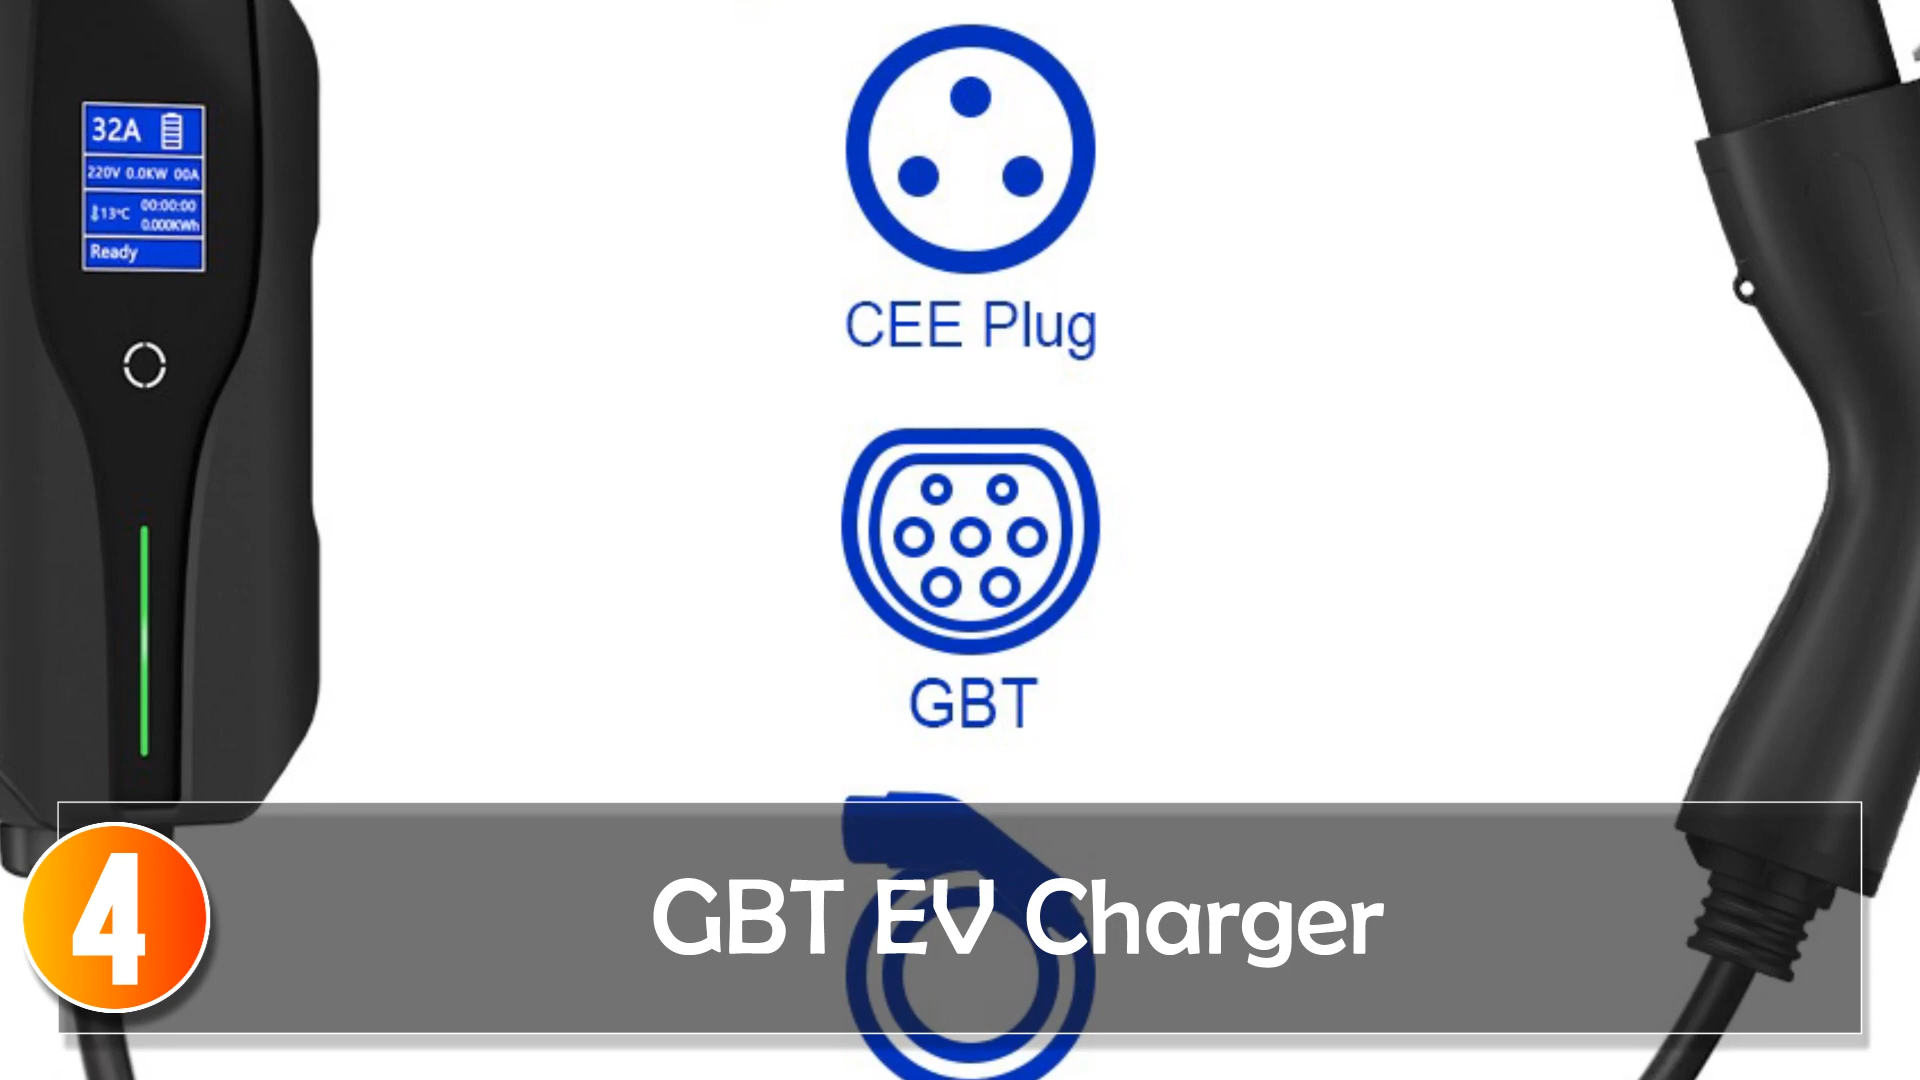 32A
220V 0.0KW 00A
13°C 00:00:00
0.000KWh
Ready
CEE Plug
GBT
4
GBT EV Charger